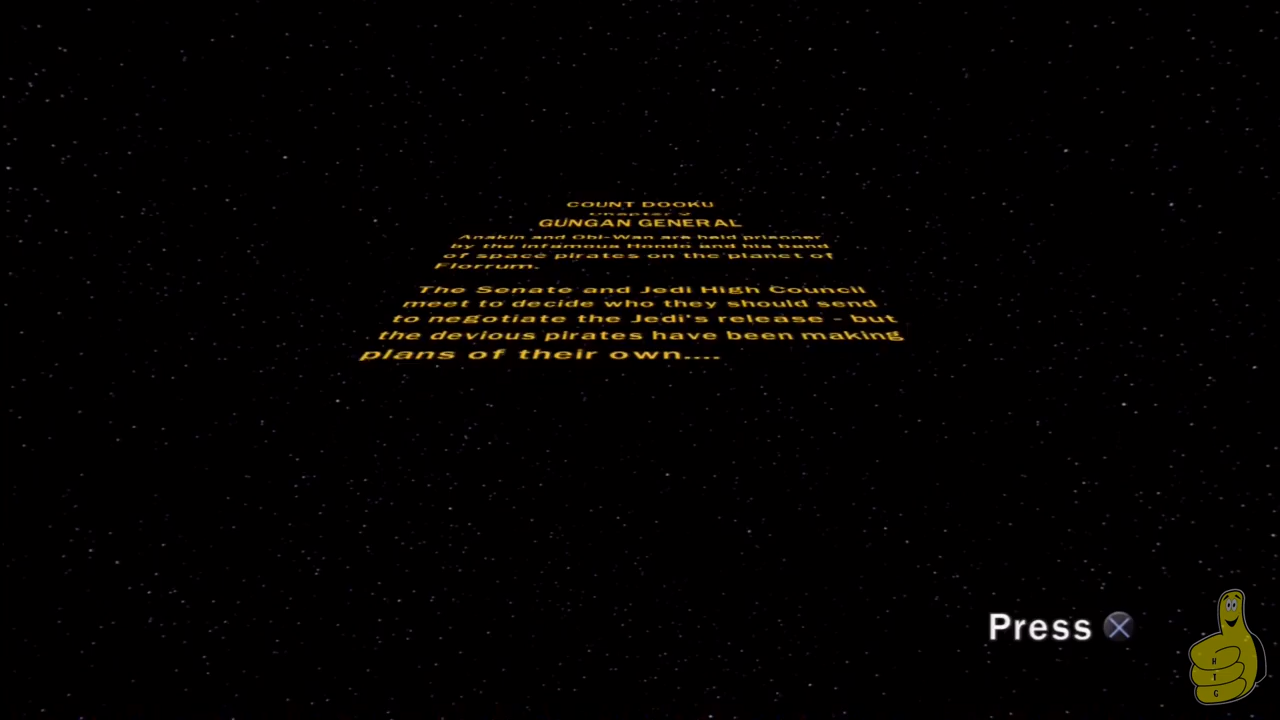 COUNT DOOKU
Chapter
GUNGAN GENERAL
Anakin and Obi-Wan are held prisoner
by the infamous Hondo and his band
of space pirates on the planet of
Florrum.
The Senate and Jedi High Council
meet to decide who they should send
to negotiate the Jedi's release - but
the devious pirates have been making
plans of their own....
Press
H
T
G